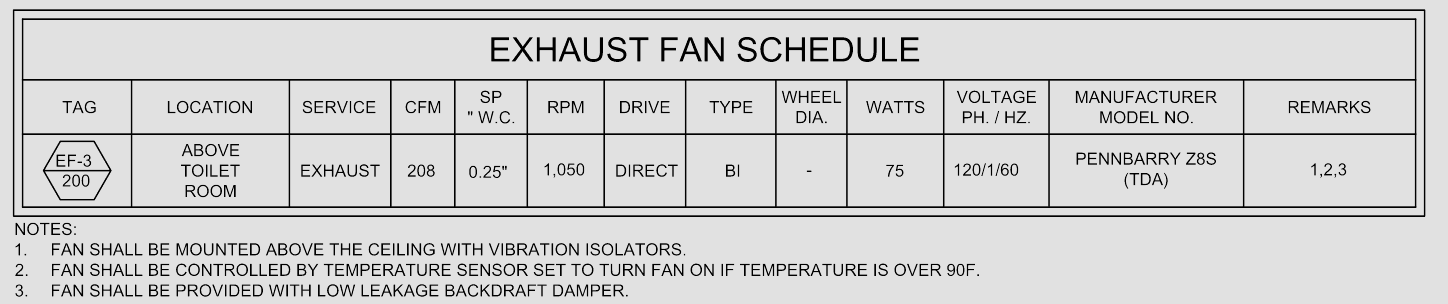 EXHAUST FAN SCHEDULE
TAG LOCATION SERVICE CFM SP " W.C. RPM DRIVE TYPE WHEEL DIA. WATTS VOLTAGE PH. / HZ. MANUFACTURER MODEL NO. REMARKS
EF-3 200 ABOVE TOILET ROOM EXHAUST 208 0.25" 1,050 DIRECT BI - 75 120/1/60 PENNBARRY Z8S (TDA) 1,2,3
NOTES:
1. FAN SHALL BE MOUNTED ABOVE THE CEILING WITH VIBRATION ISOLATORS.
2. FAN SHALL BE CONTROLLED BY TEMPERATURE SENSOR SET TO TURN FAN ON IF TEMPERATURE IS OVER 90F.
3. FAN SHALL BE PROVIDED WITH LOW LEAKAGE BACKDRAFT DAMPER.